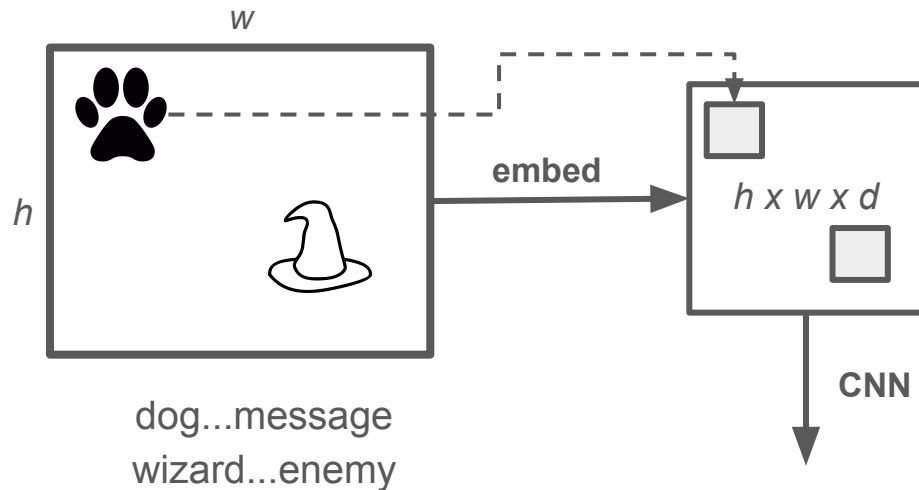 w
h
embed
h x w x d
CNN
dog...message
wizard...enemy